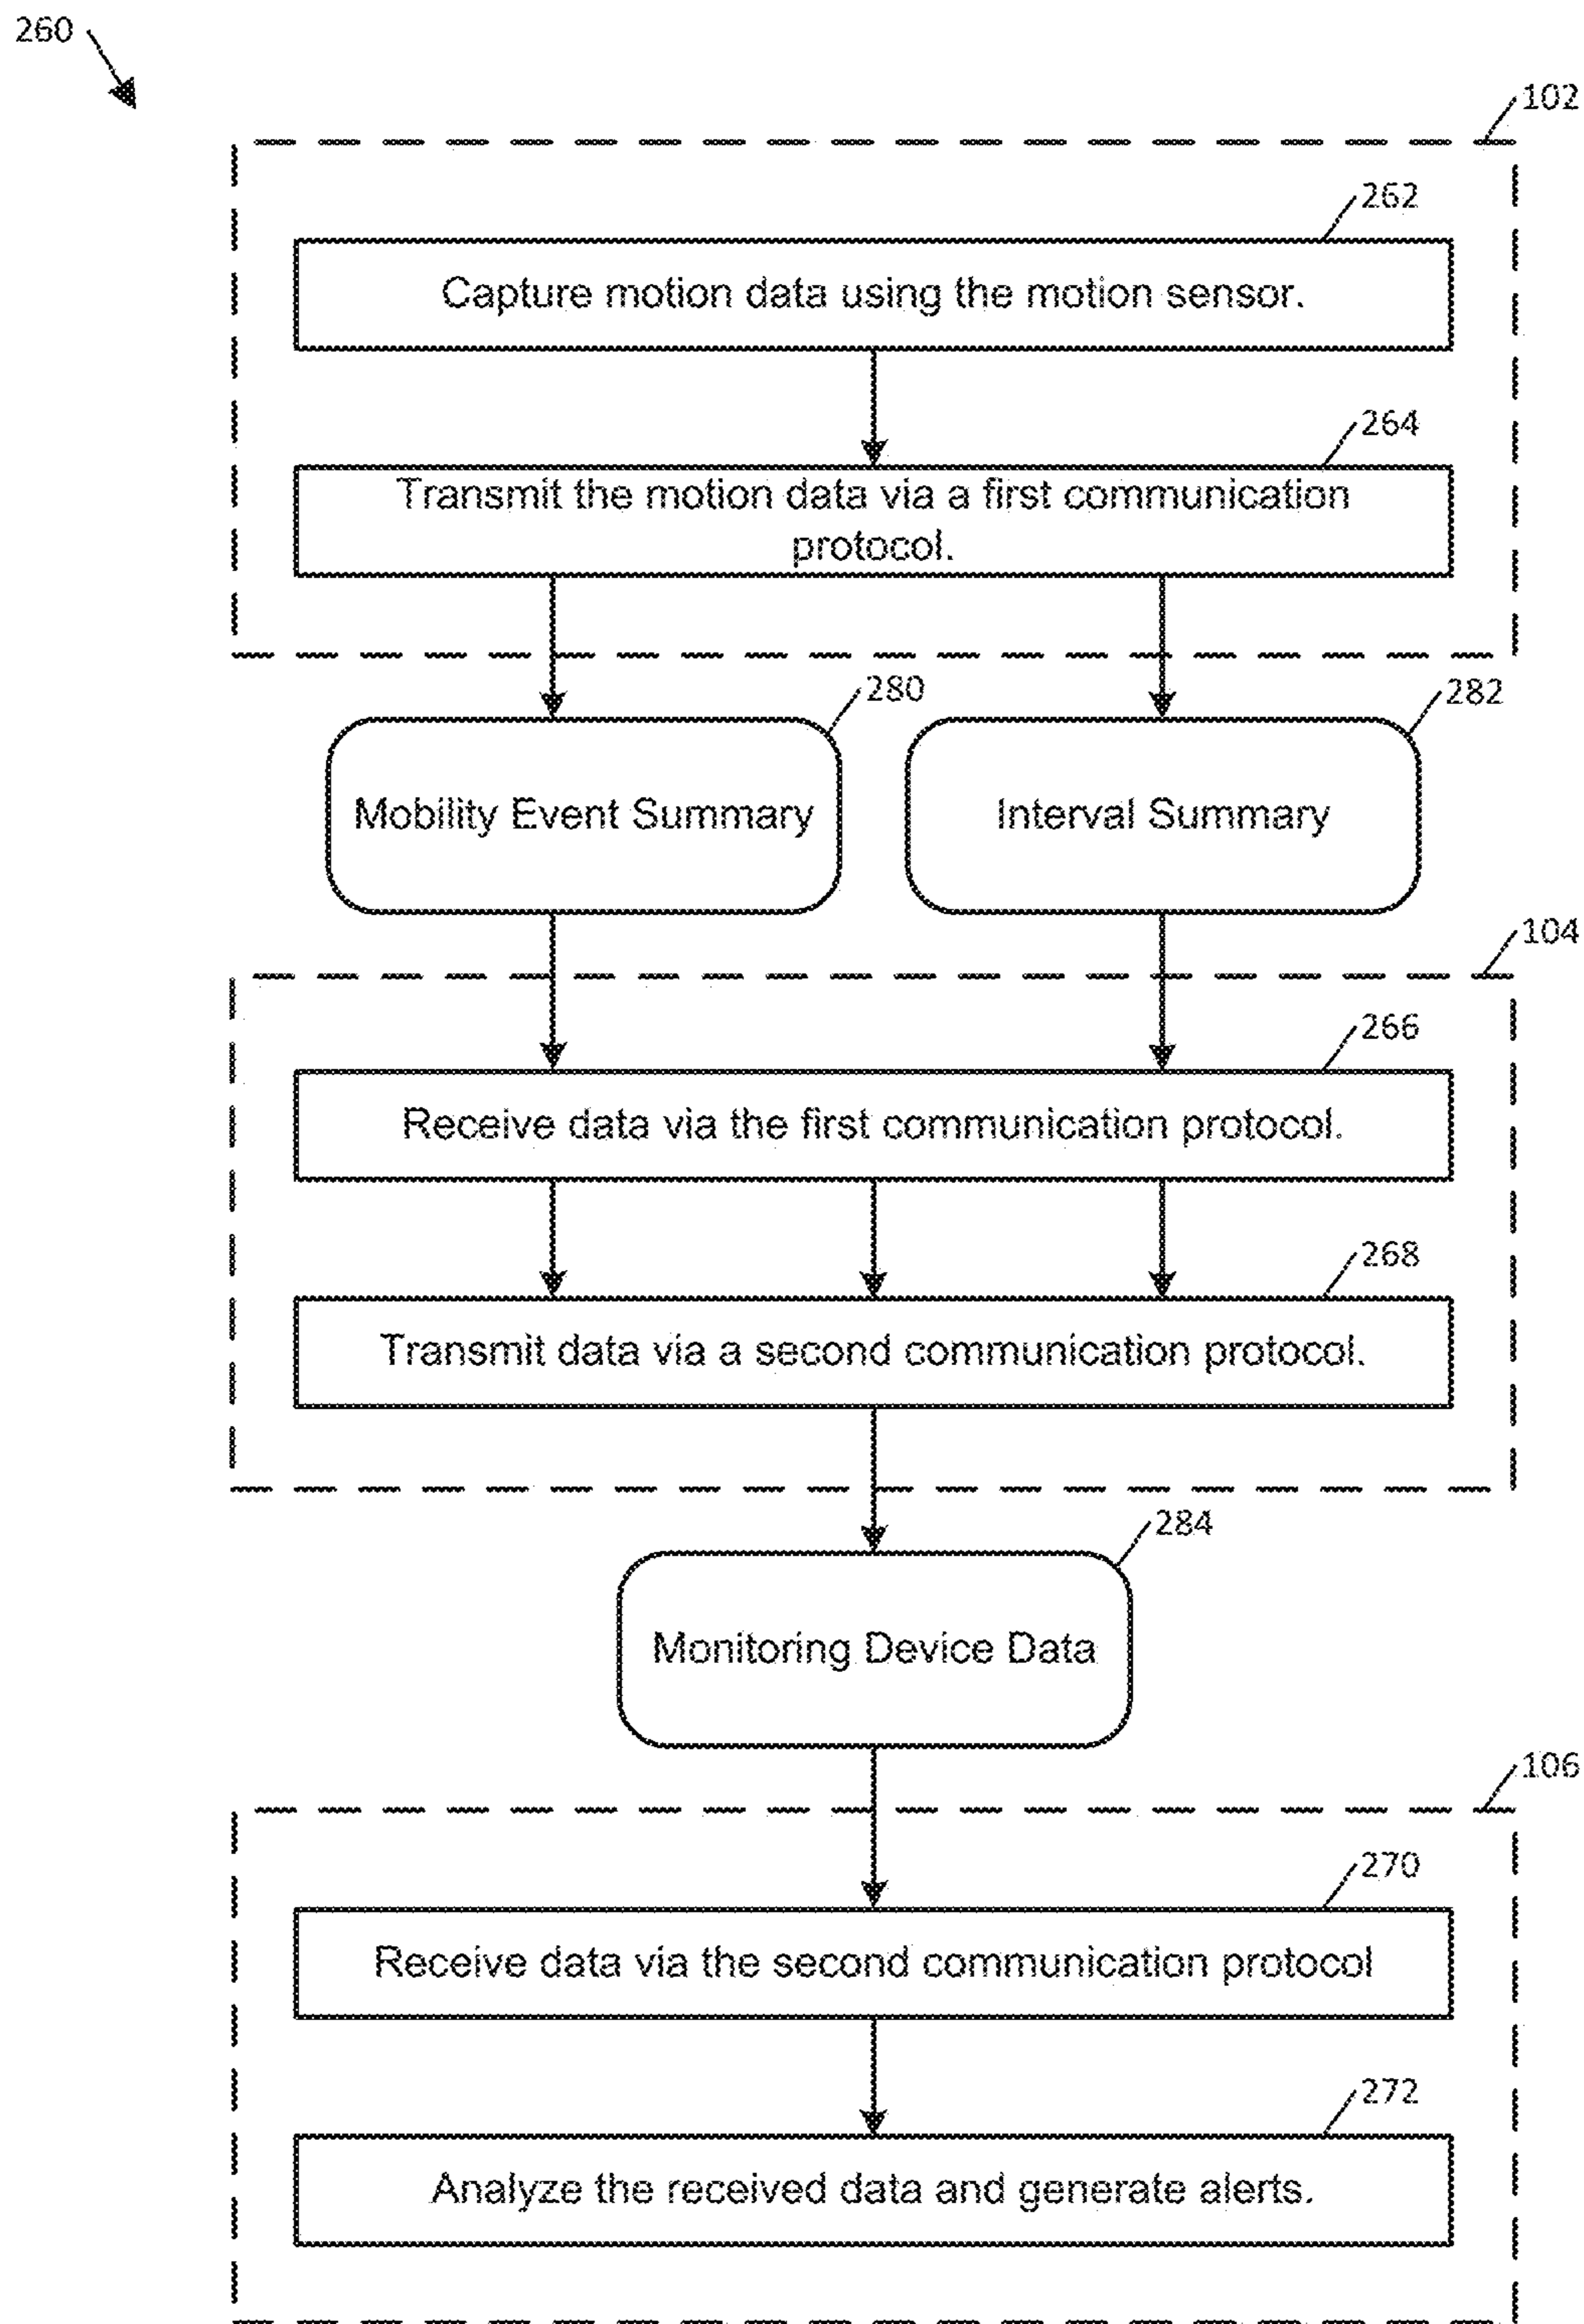 260
102
262
Capture motion data using the motion sensor.
264
Transmit the motion data via a first communication
protocol.
280
282
Mobility Event Summary
Interval Summary
104
266
Receive data via the first communication protocol.
268
Transmit data via a second communication protocol.
284
Monitoring Device Data
106
270
Receive data via the second communication protocol
272
Analyze the received data and generate alerts.